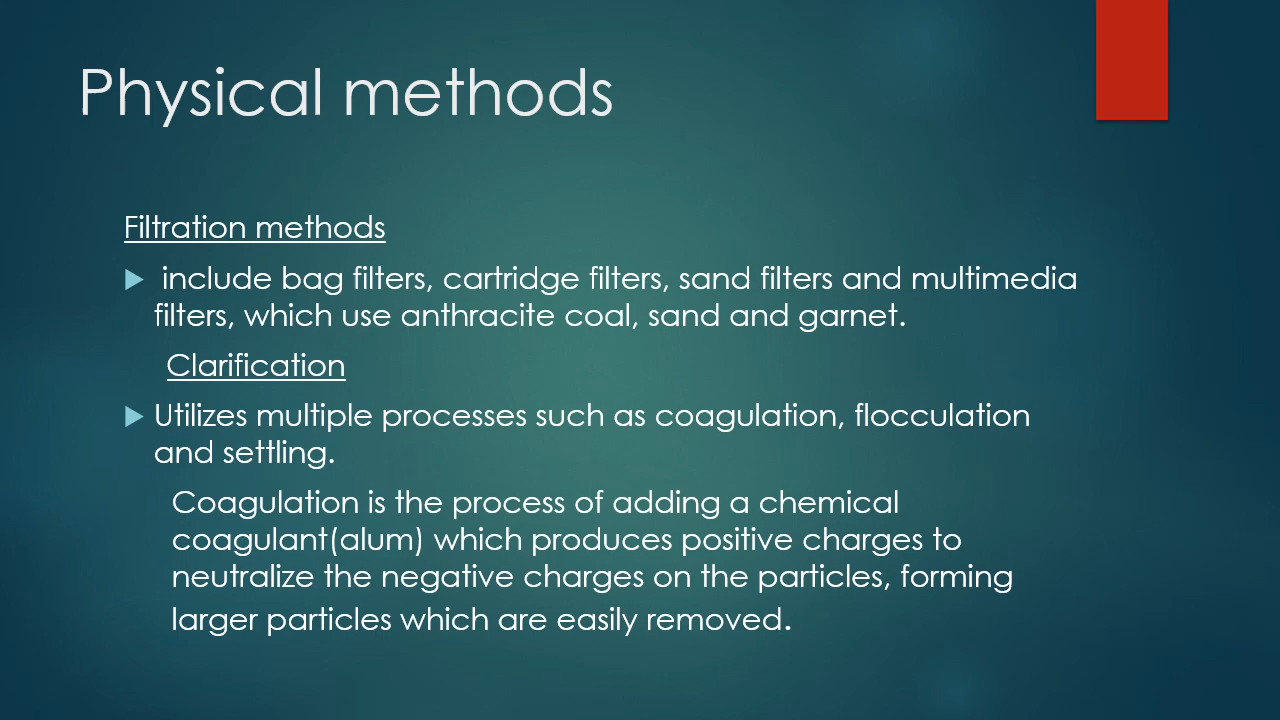 Physical methods
Filtration methods
include bag filters, cartridge filters, sand filters and multimedia
filters, which use anthracite coal, sand and garnet.
Clarification
Utilizes multiple processes such as coagulation, flocculation
and settling.
Coagulation is the process of adding a chemical
coagulant(alum) which produces positive charges to
neutralize the negative charges on the particles, forming
larger particles which are easily removed.